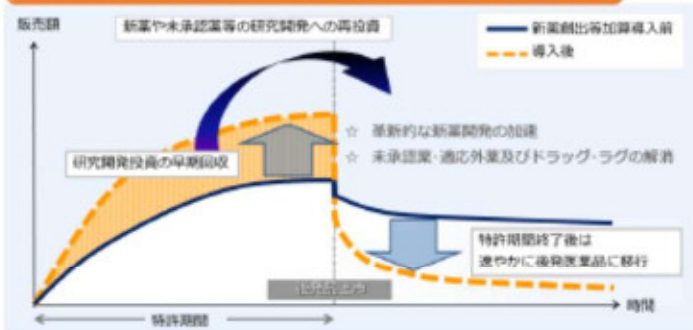 販売額
新薬や未承認薬等の研究開発への再投資
新薬創出等加算導入前
導入後
☆ 革新的な新薬開発の加速
☆ 未承認薬・適応外薬及びドラッグ・ラグの解消
研究開発投資の早期回収
特許期間終了後は
速やかに後発医薬品に移行
後発品上市
時間
特許期間